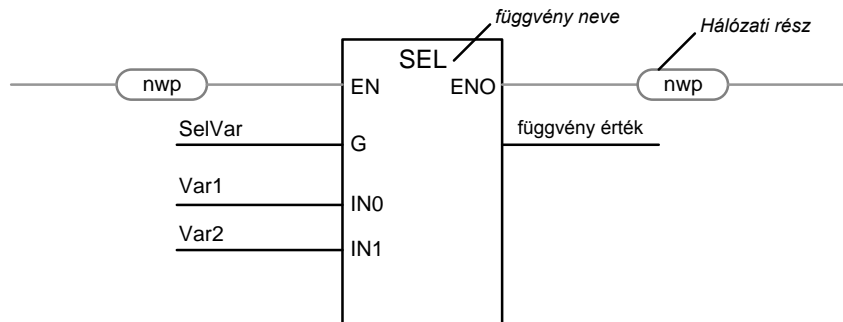 függvény neve
Hálózati rész
SEL
nwp
EN
ENO
nwp
SelVar
G
függvény érték
Var1
IN0
Var2
IN1